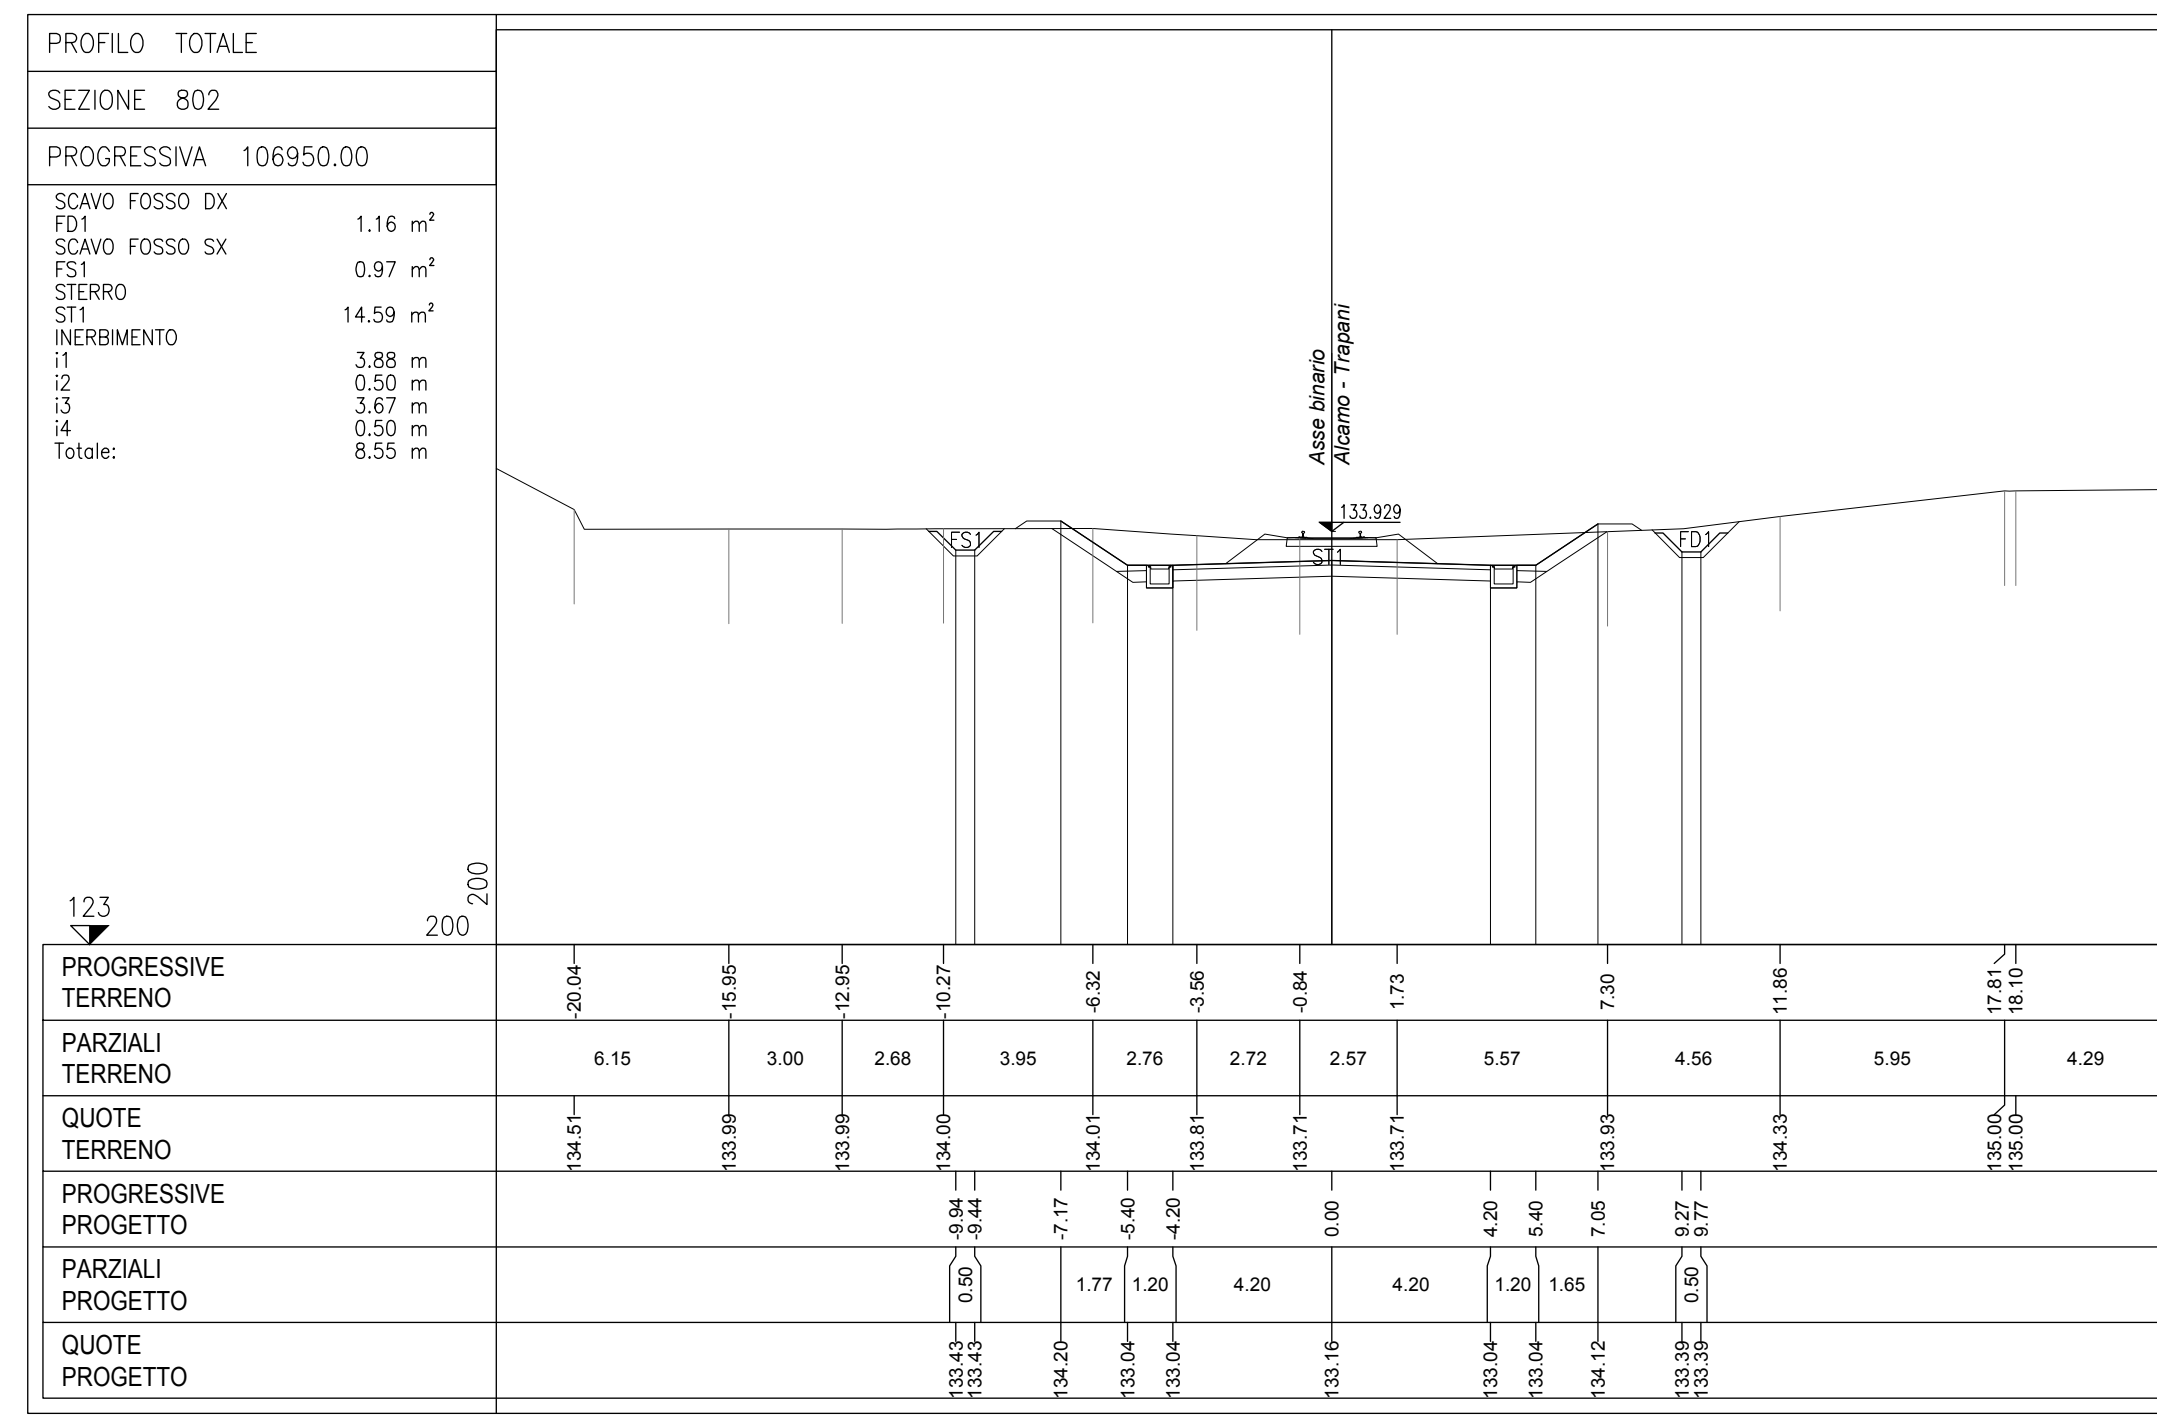 PROFILO TOTALE
SEZIONE 802
PROGRESSIVA 106950.00
SCAVO FOSSO DX
FD1 1.16 m²
SCAVO FOSSO SX
FS1 0.97 m²
STERRO
ST1 14.59 m²
INERBIMENTO
i1 3.88 m
i2 0.50 m
i3 3.67 m
i4 0.50 m
Totale: 8.55 m
Asse binario
Alcamo - Trapani
133.929
FS1
ST1
FD1
123
200
200
PROGRESSIVE
TERRENO
-20.04 -15.95 -12.95 -10.27 -6.32 -3.56 -0.84 1.73 7.30 11.86 17.81 18.10
PARZIALI
TERRENO
6.15 3.00 2.68 3.95 2.76 2.72 2.57 5.57 4.56 5.95 4.29
QUOTE
TERRENO
134.51 133.99 133.99 134.00 134.01 133.81 133.71 133.71 133.93 134.33 135.00 135.00
PROGRESSIVE
PROGETTO
-9.94 -9.44 -7.17 -5.40 -4.20 0.00 4.20 5.40 7.05 9.27 9.77
PARZIALI
PROGETTO
0.50 1.77 1.20 4.20 4.20 1.20 1.65 0.50
QUOTE
PROGETTO
133.43 133.43 134.20 133.04 133.04 133.16 133.04 133.04 134.12 133.39 133.39